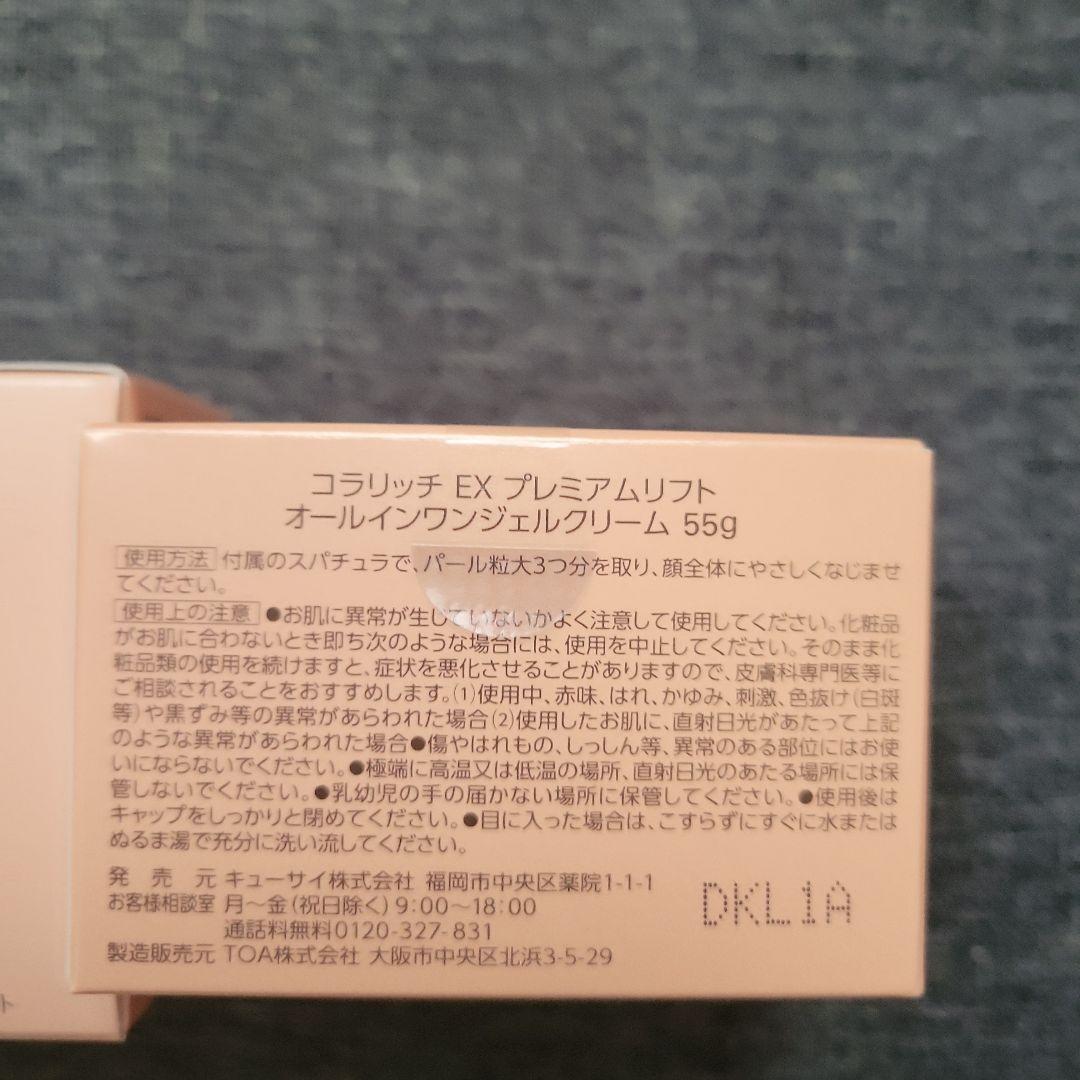 コラリッチ EX プレミアムリフト
オールインワンジェルクリーム 55g
使用方法 付属のスパチュラで、パール粒大3つ分を取り、顔全体にやさしくなじませ
てください。
使用上の注意 ●お肌に異常が生じていないかよく注意して使用してください。化粧品
がお肌に合わないとき即ち次のような場合には、使用を中止してください。そのまま化
粧品類の使用を続けますと、症状を悪化させることがありますので、皮膚科専門医等に
ご相談されることをおすすめします。(1)使用中、赤味、はれ、かゆみ、刺激、色抜け(白斑
等)や黒ずみ等の異常があらわれた場合(2)使用したお肌に、直射日光があたって上記
のような異常があらわれた場合●傷やはれもの、しっしん等、異常のある部位にはお使
いにならないでください。●極端に高温又は低温の場所、直射日光のあたる場所には保
管しないでください。●乳幼児の手の届かない場所に保管してください。●使用後は
キャップをしっかりと閉めてください。●目に入った場合は、こすらずにすぐに水または
ぬるま湯で充分に洗い流してください。
発売元 キューサイ株式会社 福岡市中央区薬院1-1-1
お客様相談室 月〜金(祝日除く)9:00〜18:00
通話料無料0120-327-831
製造販売元 TOA株式会社 大阪市中央区北浜3-5-29
DKL1A
ト